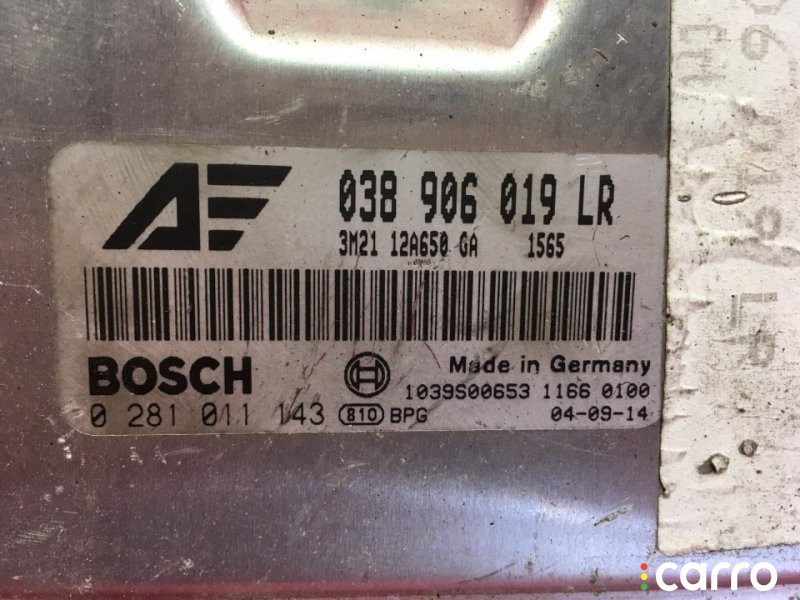 038 906 019 LR
3M21 12A650 GA 1565
BOSCH
Made in Germany
1039S00653 1166 0100
0 281 011 143 810 BPG 04-09-14
carro